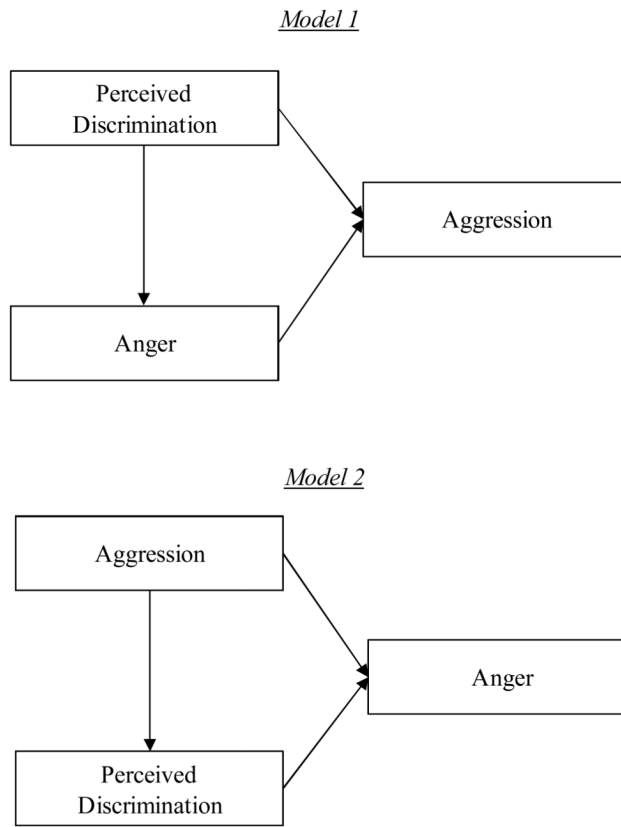 Model 1
Perceived
Discrimination
Aggression
Anger
Model 2
Aggression
Anger
Perceived
Discrimination